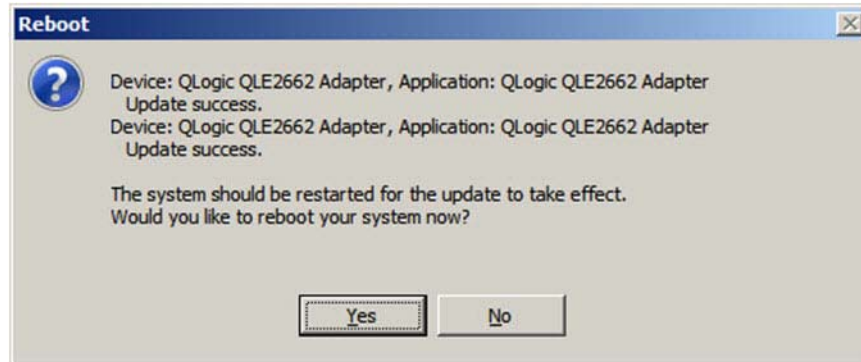 Reboot
Device: QLogic QLE2662 Adapter, Application: QLogic QLE2662 Adapter
Update success.
Device: QLogic QLE2662 Adapter, Application: QLogic QLE2662 Adapter
Update success.
The system should be restarted for the update to take effect.
Would you like to reboot your system now?
Yes No